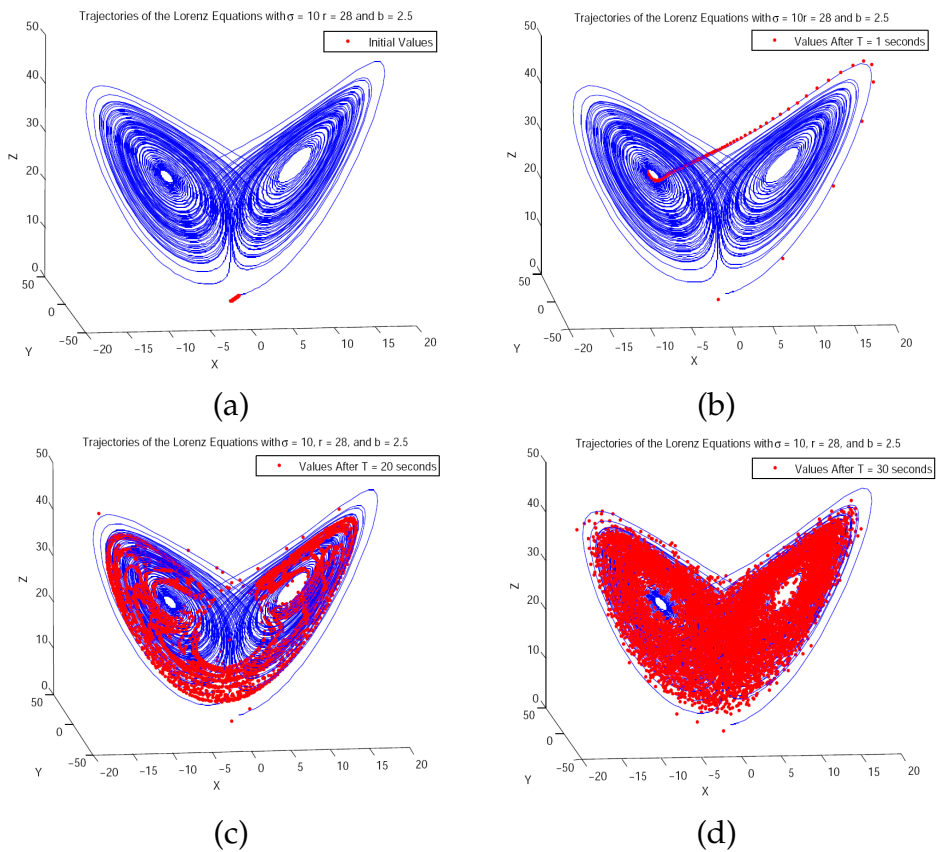 Trajectories of the Lorenz Equations with σ = 10 r = 28 and b = 2.5
Initial Values
50
40
30
20
10
0
Z
50
0
−50
Y
−20 −15 −10 −5 0 5 10 15 20
X
(a)
Trajectories of the Lorenz Equations with σ = 10r = 28 and b = 2.5
Values After T = 1 seconds
50
40
30
20
10
0
Z
50
0
−50
Y
−20 −15 −10 −5 0 5 10 15 20
X
(b)
Trajectories of the Lorenz Equations with σ = 10, r = 28, and b = 2.5
Values After T = 20 seconds
50
40
30
20
10
0
Z
50
0
−50
Y
−20 −15 −10 −5 0 5 10 15 20
X
(c)
Trajectories of the Lorenz Equations with σ = 10, r = 28, and b = 2.5
Values After T = 30 seconds
50
40
30
20
10
0
Z
50
0
−50
Y
−20 −15 −10 −5 0 5 10 15 20
X
(d)